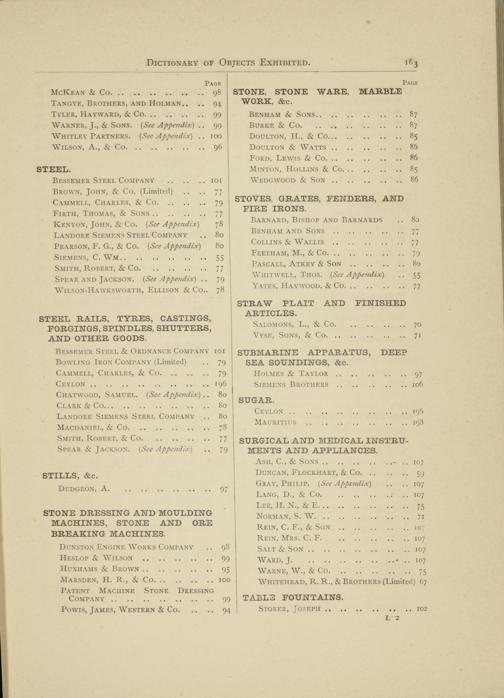 Dictionary of Objects Exhibited. 163
Page
McKean & Co. .. .. .. .. .. .. 98
Tangye, Brothers, and Holman.. .. 94
Tyler, Hayward, & Co. .. .. .. .. 99
Warner, J., & Sons. (See Appendix) .. 99
Whitley Partners. (See Appendix) .. 100
Wilson, A., & Co. .. .. .. .. .. 96
STEEL.
Bessemer Steel Company .. .. .. 101
Brown, John, & Co. (Limited) .. .. 77
Cammell, Charles, & Co. .. .. .. 79
Firth, Thomas, & Sons .. .. .. .. 77
Kenyon, John, & Co. (See Appendix) 78
Landore Siemens Steel Company .. 80
Pearson, F. G., & Co. (See Appendix) 80
Siemens, C. Wm.. .. .. .. .. .. 55
Smith, Robert, & Co. .. .. .. .. 77
Spear and Jackson. (See Appendix) .. 79
Wilson-Hawksworth, Ellison & Co.. 78
STEEL RAILS, TYRES, CASTINGS,
FORGINGS, SPINDLES, SHUTTERS,
AND OTHER GOODS.
Bessemer Steel & Ordnance Company 101
Bowling Iron Company (Limited) .. 79
Cammell, Charles, & Co. .. .. .. 79
Ceylon .. .. .. .. .. .. .. .. 196
Chatwood, Samuel. (See Appendix) .. 80
Clark & Co... .. .. .. .. .. .. 80
Landore Siemens Steel Company .. 80
Macdaniel, & Co. .. .. .. .. .. 78
Smith, Robert, & Co. .. .. .. .. 77
Spear & Jackson. (See Appendix) .. 79
STILLS, &c.
Dudgeon, A. .. .. .. .. .. .. 97
STONE DRESSING AND MOULDING
MACHINES, STONE AND ORE
BREAKING MACHINES.
Dunston Engine Works Company .. 98
Heslop & Wilson .. .. .. .. .. 99
Huxhams & Brown .. .. .. .. .. 95
Marsden, H. R., & Co. .. .. .. .. 100
Patent Machine Stone Dressing
Company .. .. .. .. .. .. .. 99
Powis, James, Western & Co. .. .. 94
Page
STONE, STONE WARE, MARBLE
WORK, &c.
Benham & Sons.. .. .. .. .. .. 87
Burke & Co. .. .. .. .. .. .. 87
Doulton, H., & Co... .. .. .. .. 85
Doulton & Watts .. .. .. .. .. 86
Ford, Lewis & Co. .. .. .. .. .. 86
Minton, Hollins & Co. .. .. .. .. 85
Wedgwood & Son .. .. .. .. .. 86
STOVES, GRATES, FENDERS, AND
FIRE IRONS.
Barnard, Bishop and Barnards .. 80
Benham and Sons .. .. .. .. .. 77
Collins & Wallis .. .. .. .. .. 77
Feetham, M., & Co. .. .. .. .. .. 79
Pascall, Atkey & Son .. .. .. .. 80
Whitwell, Thos. (See Appendix) .. 55
Yates, Haywood, & Co. .. .. .. .. 77
STRAW PLAIT AND FINISHED
ARTICLES.
Salomons, L., & Co. .. .. .. .. 70
Vyse, Sons, & Co. .. .. .. .. .. 71
SUBMARINE APPARATUS, DEEP
SEA SOUNDINGS, &c.
Holmes & Taylor .. .. .. .. .. 97
Siemens Brothers .. .. .. .. .. 106
SUGAR.
Ceylon .. .. .. .. .. .. .. .. 196
Mauritius .. .. .. .. .. .. .. 198
SURGICAL AND MEDICAL INSTRU-
MENTS AND APPLIANCES.
Ash, C., & Sons .. .. .. .. .. .. 107
Duncan, Flockhart, & Co. .. .. .. 59
Gray, Philip. (See Appendix) .. .. 107
Lang, D., & Co. .. .. .. .. .. 107
Lee, H. N., & E... .. .. .. .. .. 75
Norman, S. W. .. .. .. .. .. .. 71
Rein, C. F., & Son .. .. .. .. .. 107
Rein, Mrs. C. F. .. .. .. .. .. 107
Salt & Son .. .. .. .. .. .. .. 107
Ward, J. .. .. .. .. .. .. .. 107
Warne, W., & Co. .. .. .. .. .. 75
Whitehead, R. R., & Brothers (Limited) 67
TABLE FOUNTAINS.
Storer, Joseph .. .. .. .. .. .. 102
L 2